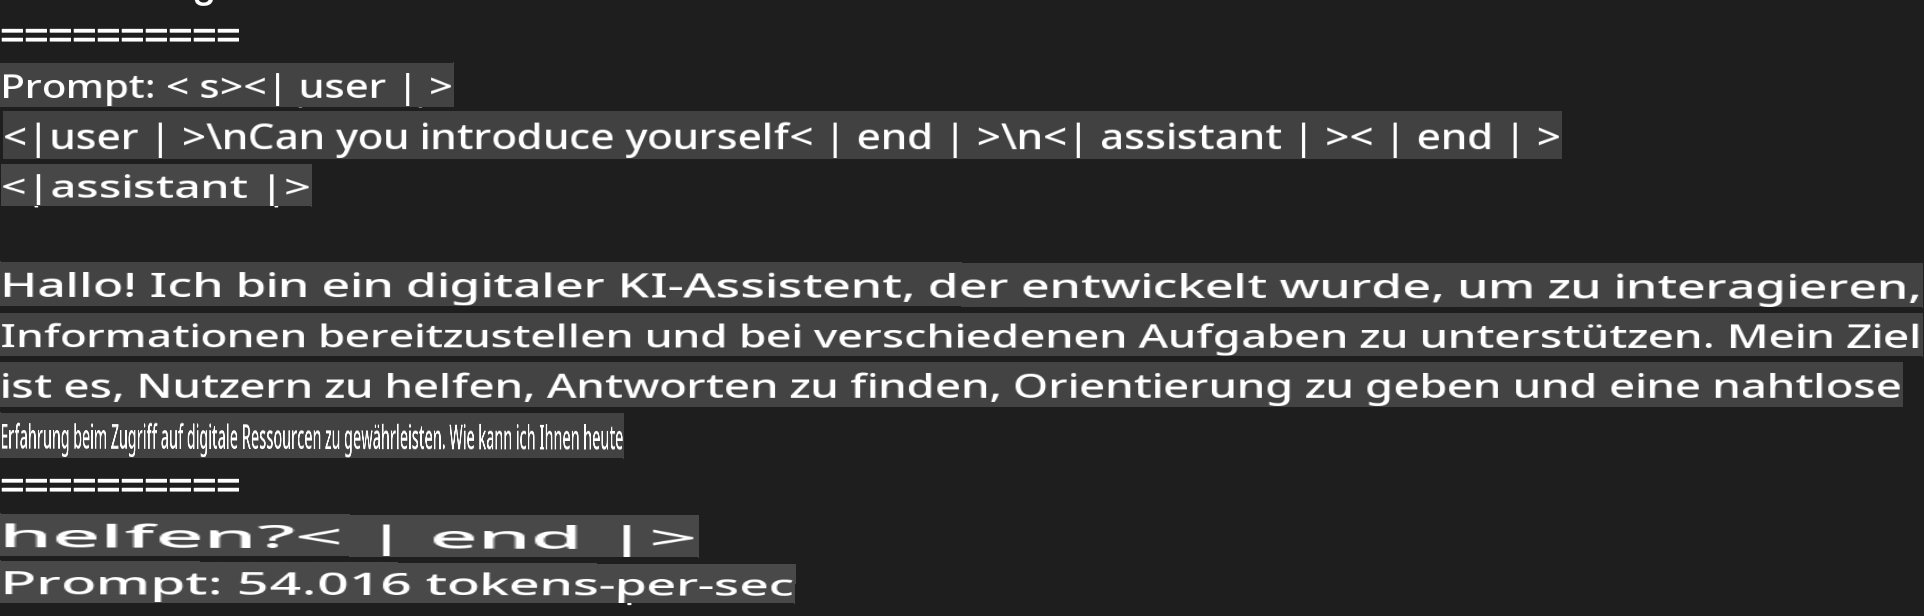 ==========
Prompt: < s><| user | >
<|user | >\nCan you introduce yourself< | end | >\n<| assistant | >< | end | >
<|assistant |>
Hallo! Ich bin ein digitaler KI-Assistent, der entwickelt wurde, um zu interagieren,
Informationen bereitzustellen und bei verschiedenen Aufgaben zu unterstützen. Mein Ziel
ist es, Nutzern zu helfen, Antworten zu finden, Orientierung zu geben und eine nahtlose
Erfahrung beim Zugriff auf digitale Ressourcen zu gewährleisten. Wie kann ich Ihnen heute
==========
helfen?< | end |>
Prompt: 54.016 tokens-per-sec